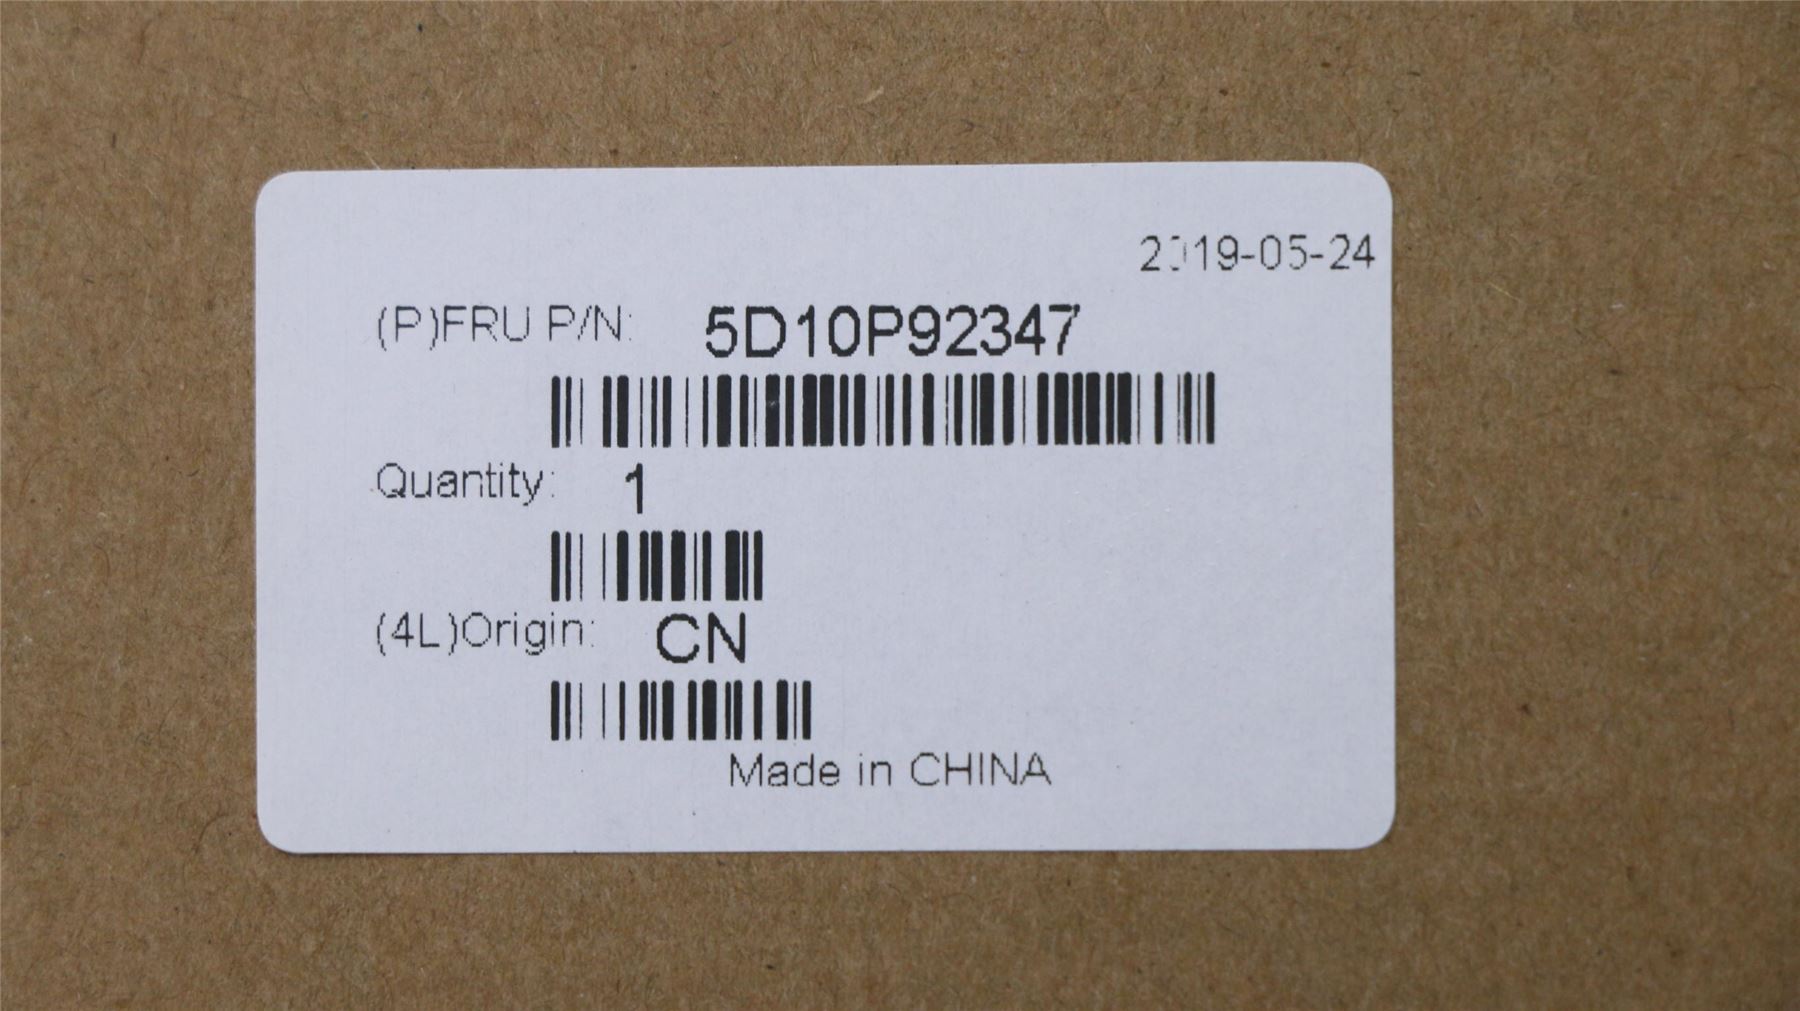 2019-05-24
(P)FRU P/N: 5D10P92347
Quantity: 1
(4L)Origin: CN
Made in CHINA